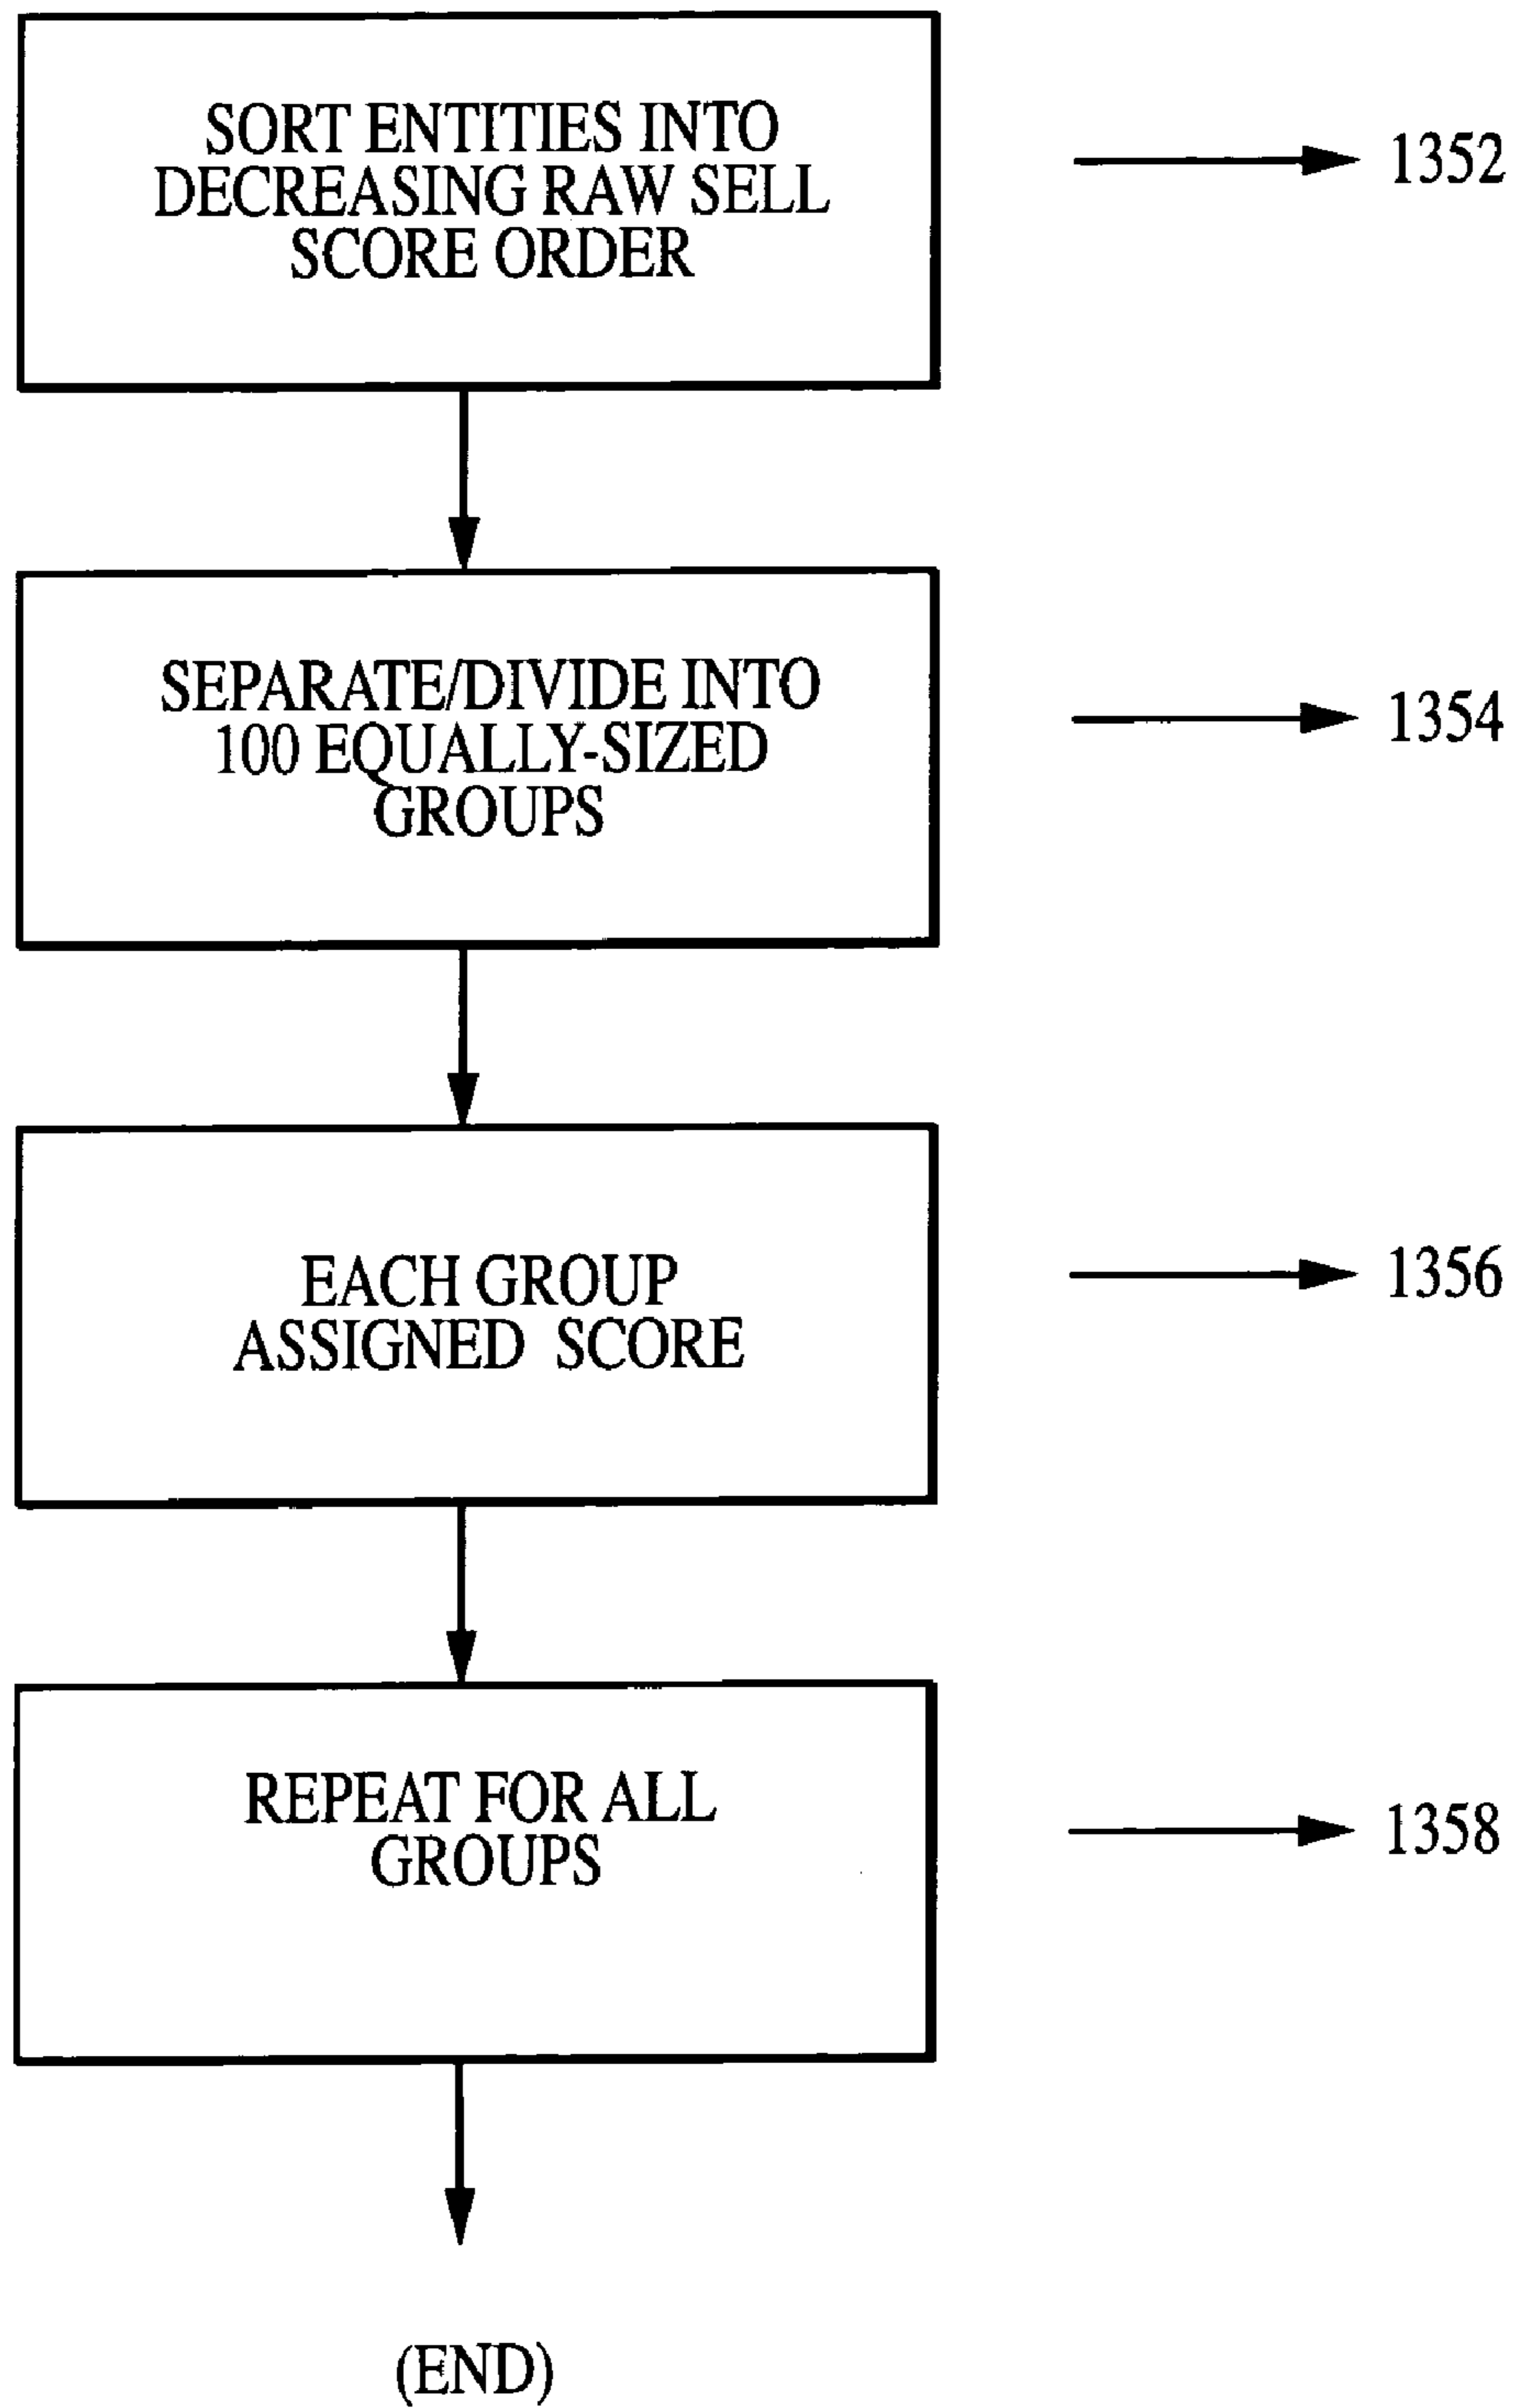 SORT ENTITIES INTO
DECREASING RAW SELL
SCORE ORDER
1352
SEPARATE/DIVIDE INTO
100 EQUALLY-SIZED
GROUPS
1354
EACH GROUP
ASSIGNED SCORE
1356
REPEAT FOR ALL
GROUPS
1358
(END)